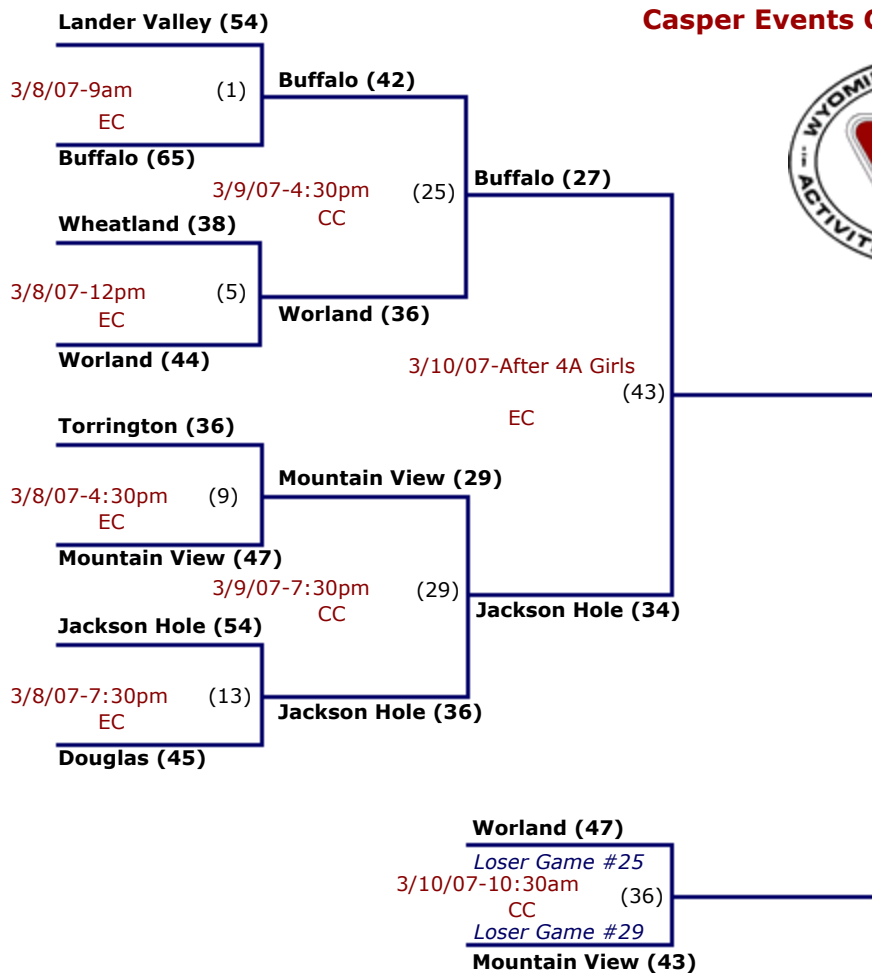 Lander Valley (54)
Casper Events
3/8/07-9am
(1)
EC
Buffalo (65)
Buffalo (42)
3/9/07-4:30pm
(25)
CC
Wheatland (38)
3/8/07-12pm
(5)
EC
Worland (44)
Worland (36)
Buffalo (27)
3/10/07-After 4A Girls
(43)
EC
Torrington (36)
3/8/07-4:30pm
(9)
EC
Mountain View (47)
Mountain View (29)
3/9/07-7:30pm
(29)
CC
Jackson Hole (54)
3/8/07-7:30pm
(13)
EC
Douglas (45)
Jackson Hole (36)
Jackson Hole (34)
Worland (47)
Loser Game #25
3/10/07-10:30am
(36)
CC
Loser Game #29
Mountain View (43)